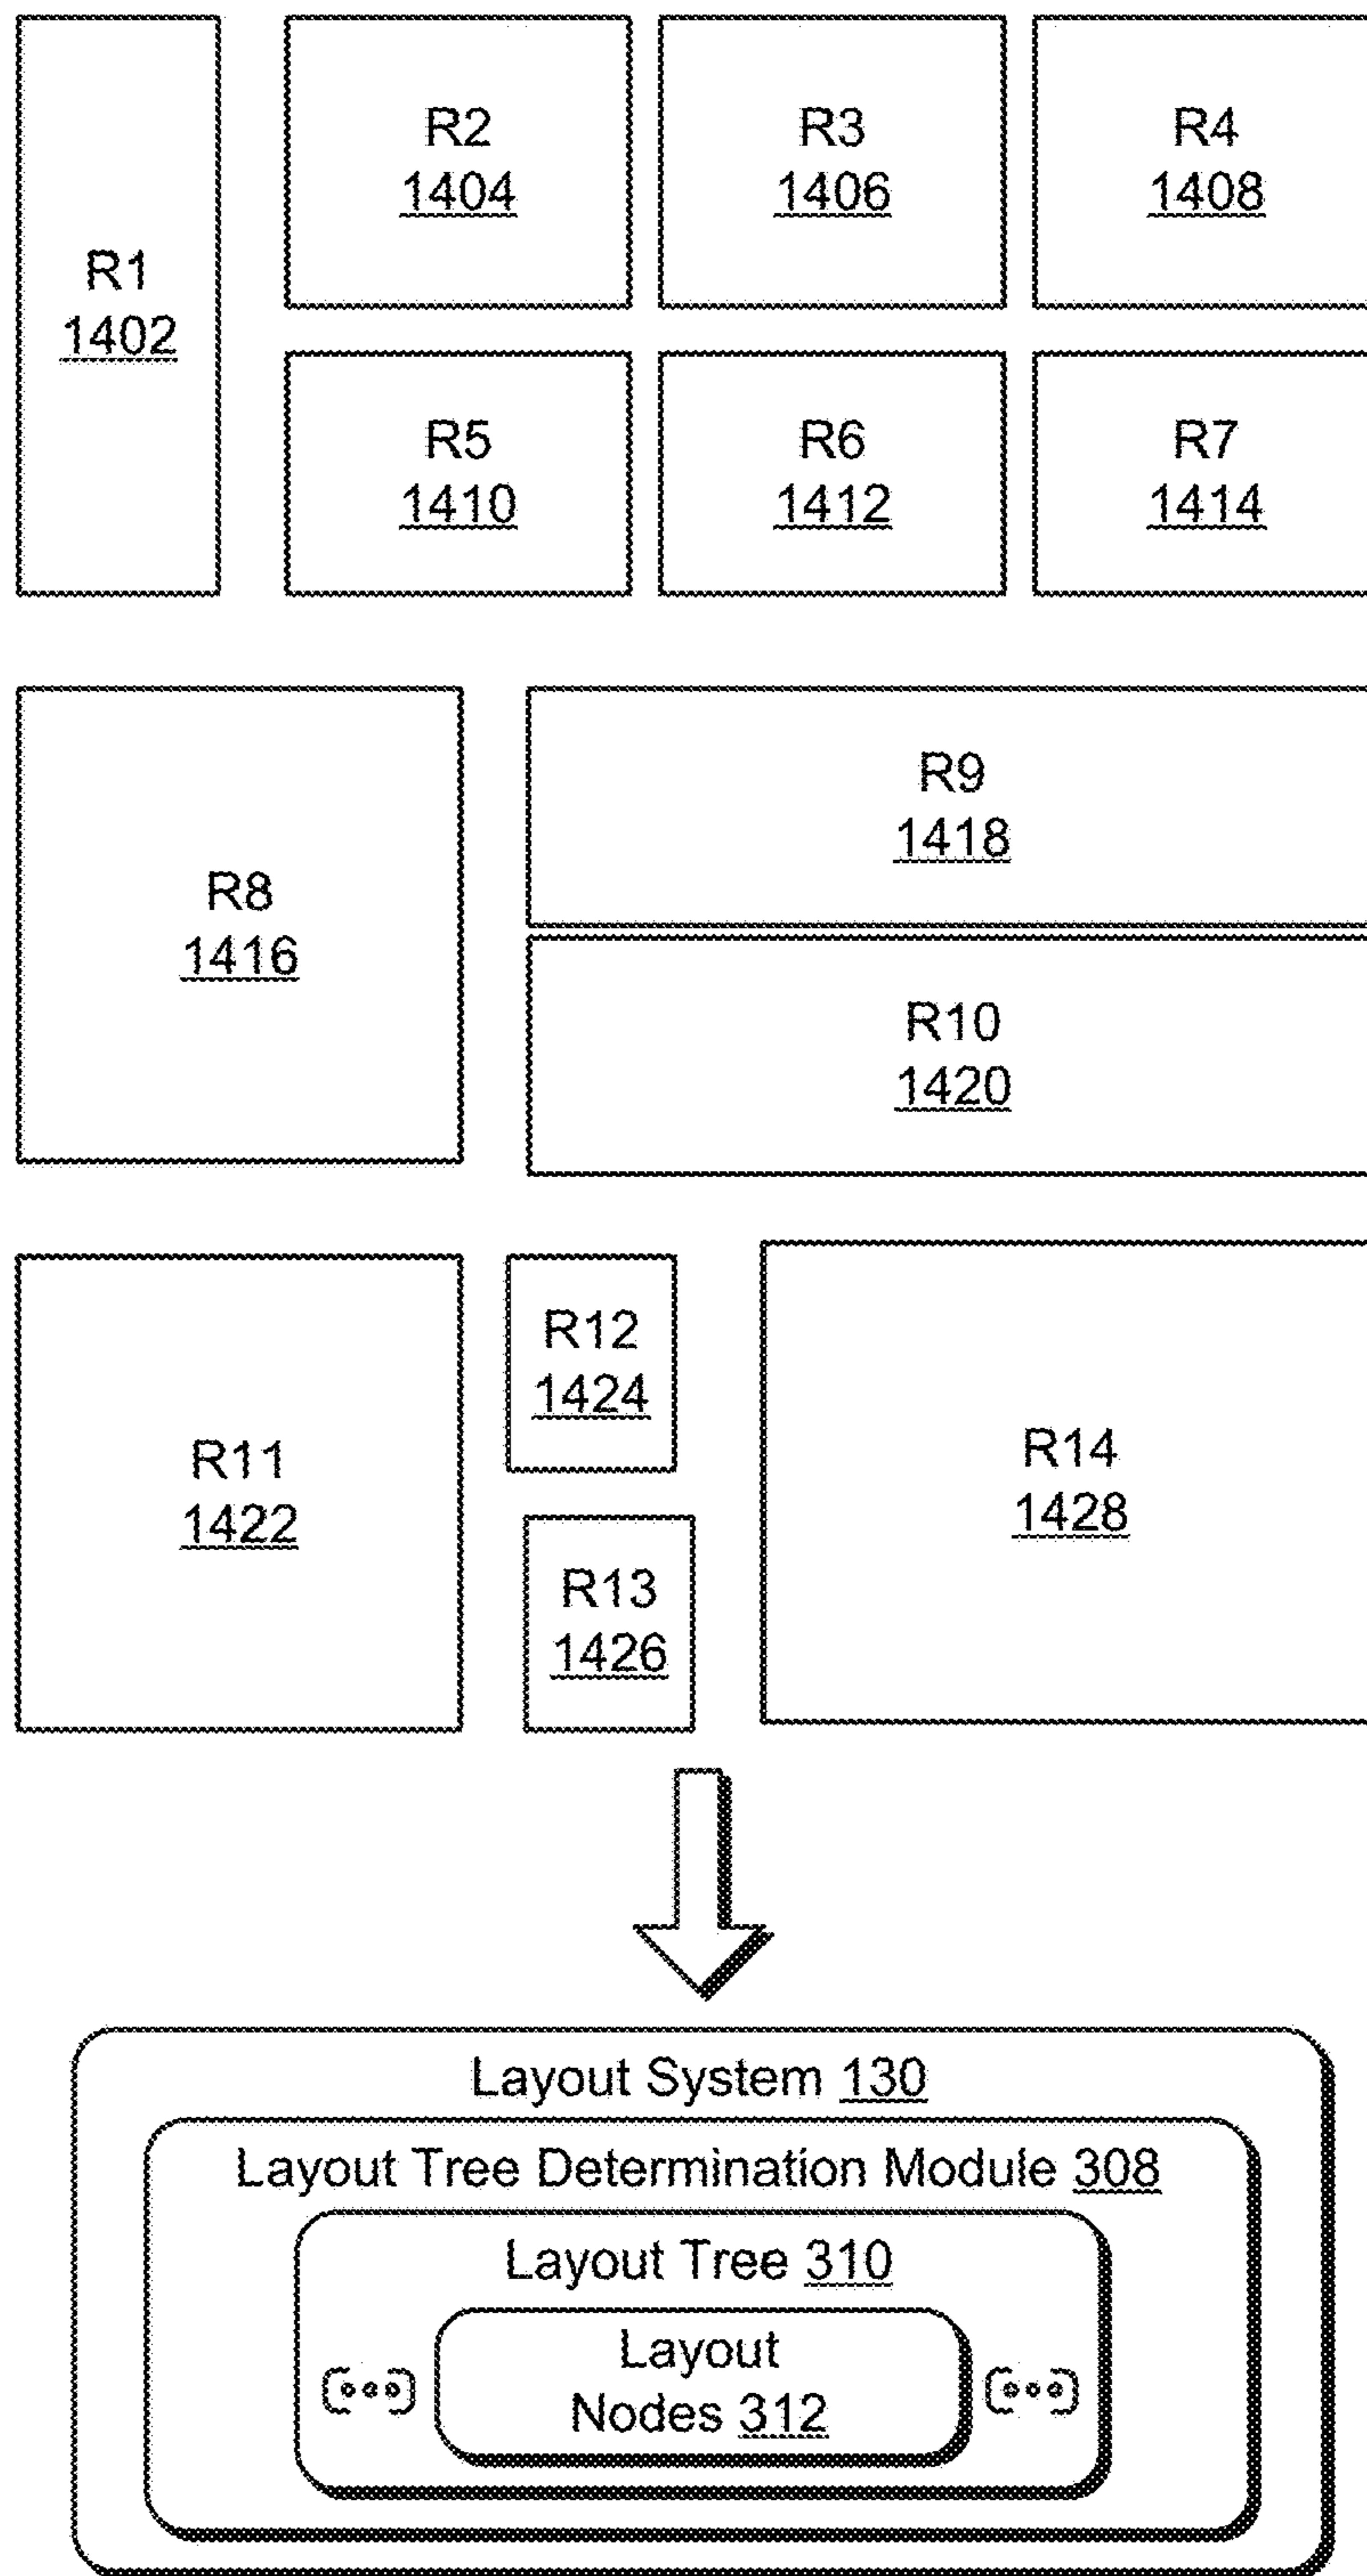 R1
1402
R2
1404
R3
1406
R4
1408
R5
1410
R6
1412
R7
1414
R8
1416
R9
1418
R10
1420
R11
1422
R12
1424
R13
1426
R14
1428
Layout System 130
Layout Tree Determination Module 308
Layout Tree 310
Layout
Nodes 312